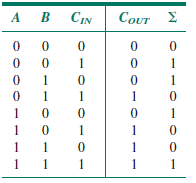 A B C_IN C_OUT Σ
0 0 0 0 0
0 0 1 0 1
0 1 0 0 1
0 1 1 1 0
1 0 0 0 1
1 0 1 1 0
1 1 0 1 0
1 1 1 1 1